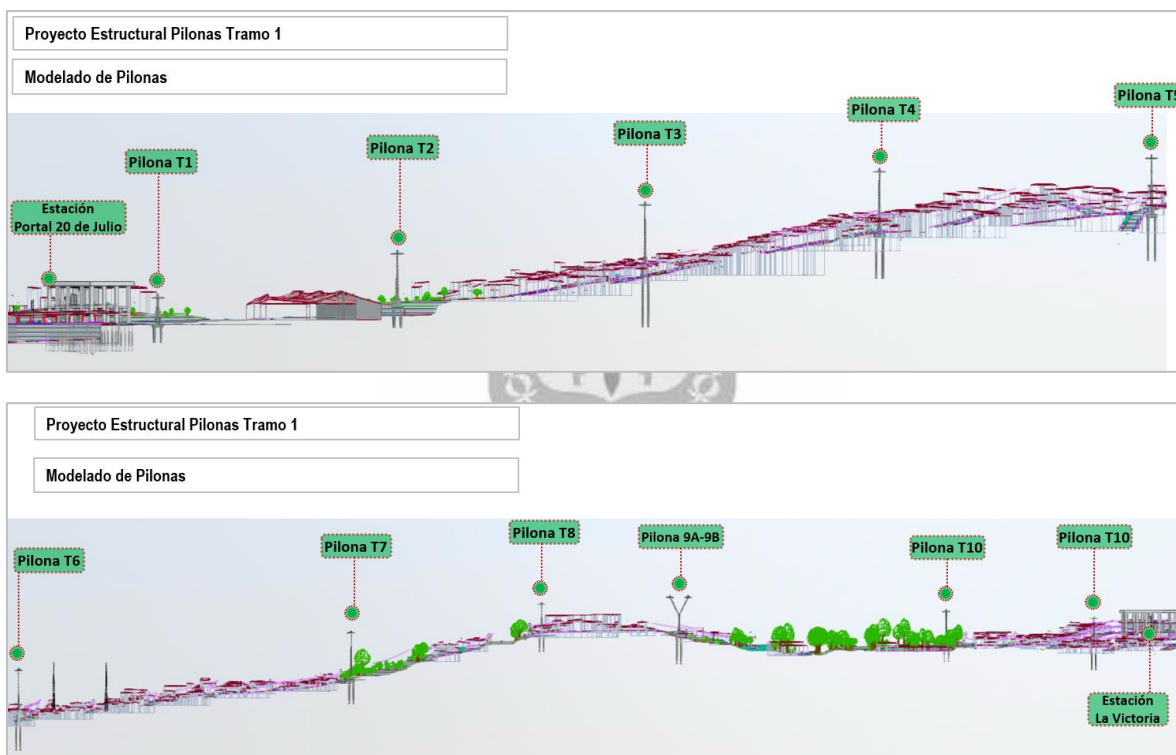 Proyecto Estructural Pilonas Tramo 1
Modelado de Pilonas
Estación
Portal 20 de Julio
Pilona T1
Pilona T2
Pilona T3
Pilona T4
Pilona T5
Proyecto Estructural Pilonas Tramo 1
Modelado de Pilonas
Pilona T6
Pilona T7
Pilona T8
Pilona 9A-9B
Pilona T10
Pilona T10
Estación
La Victoria